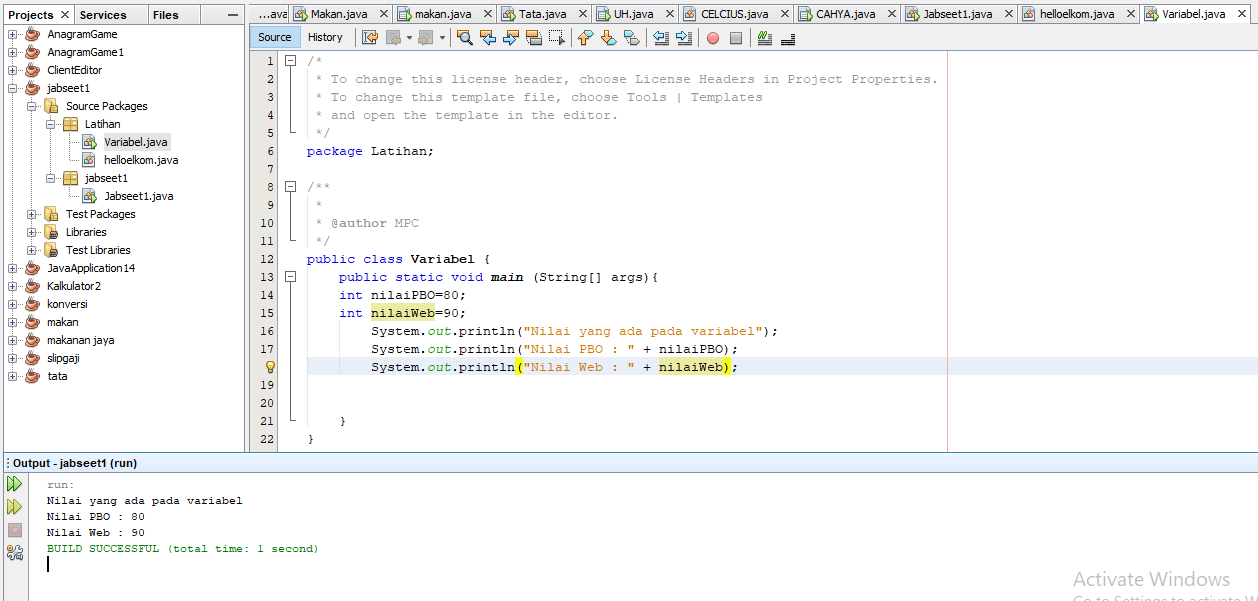 Projects Services Files
AnagramGame
AnagramGame1
ClientEditor
jabseet1
Source Packages
Latihan
Variabel.java
helloelkom.java
jabseet1
Jabseet1.java
Test Packages
Libraries
Test Libraries
JavaApplication14
Kalkulator2
konversi
makan
makanan jaya
slipgaji
tata
...ava Makan.java makan.java Tata.java UH.java CELCIUS.java CAHYA.java Jabseet1.java helloelkom.java Variabel.java
Source History
1 /*
2 * To change this license header, choose License Headers in Project Properties.
3 * To change this template file, choose Tools | Templates
4 * and open the template in the editor.
5 */
6 package Latihan;
7
8 /**
9 *
10 * @author MPC
11 */
12 public class Variabel {
13 public static void main (String[] args){
14 int nilaiPBO=80;
15 int nilaiWeb=90;
16 System.out.println("Nilai yang ada pada variabel");
17 System.out.println("Nilai PBO : " + nilaiPBO);
System.out.println("Nilai Web : " + nilaiWeb);
19
20
21 }
22 }
Output - jabseet1 (run)
run:
Nilai yang ada pada variabel
Nilai PBO : 80
Nilai Web : 90
BUILD SUCCESSFUL (total time: 1 second)
Activate Windows
Go to Settings to activate W